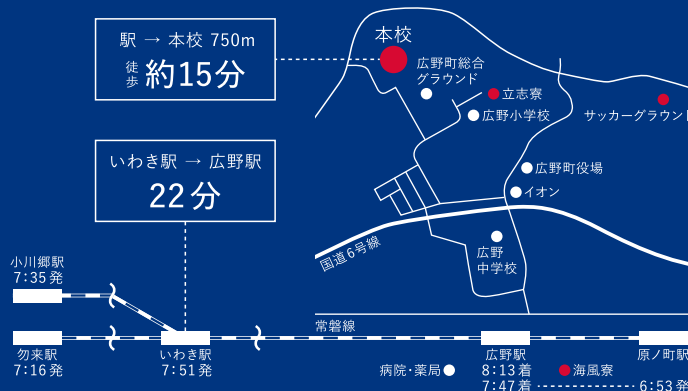 駅 → 本校 750m
徒歩 約15分
いわき駅 → 広野駅
22分
本校
広野町総合
グラウンド
立志寮
広野小学校
サッカーグラウンド
広野町役場
イオン
国道6号線
広野
中学校
小川郷駅
7:35発
常磐線
勿来駅
7:16発
いわき駅
7:51発
病院・薬局
広野駅
8:13着
7:47着
海風寮
原ノ町駅
6:53発